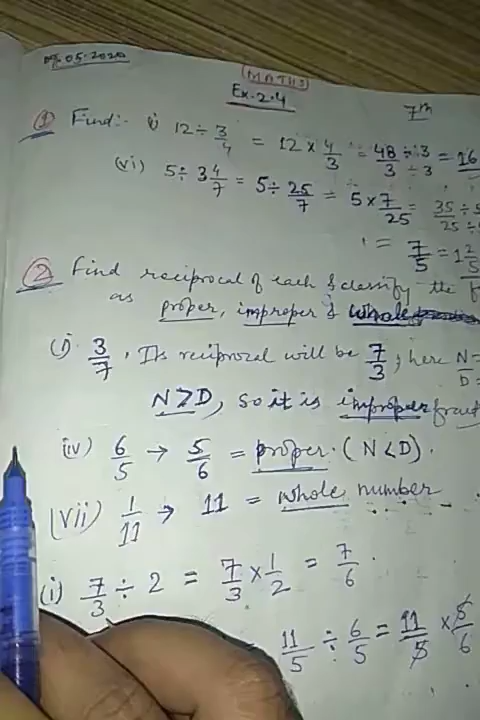 09.05.2020
(MATHS)
Ex-2.4
7th
① Find:- (i) 12 ÷ 3/4 = 12 × 4/3 = 48/3 ÷3/÷3 = 16
(vi) 5 ÷ 3 4/7 = 5 ÷ 25/7 = 5 × 7/25 = 35/25 ÷5
= 7/5 = 1 2/5
② Find reciprocal of each & classify the
as proper, improper & whole
(i) 3/7, Its reciprocal will be 7/3, here N=
D=
N>D, so it is improper
(iv) 6/5 → 5/6 = proper. (N<D).
(vii) 1/11 → 11 = whole number
(i) 7/3 ÷ 2 = 7/3 × 1/2 = 7/6.
11/5 ÷ 6/5 = 11/5 × 5/6